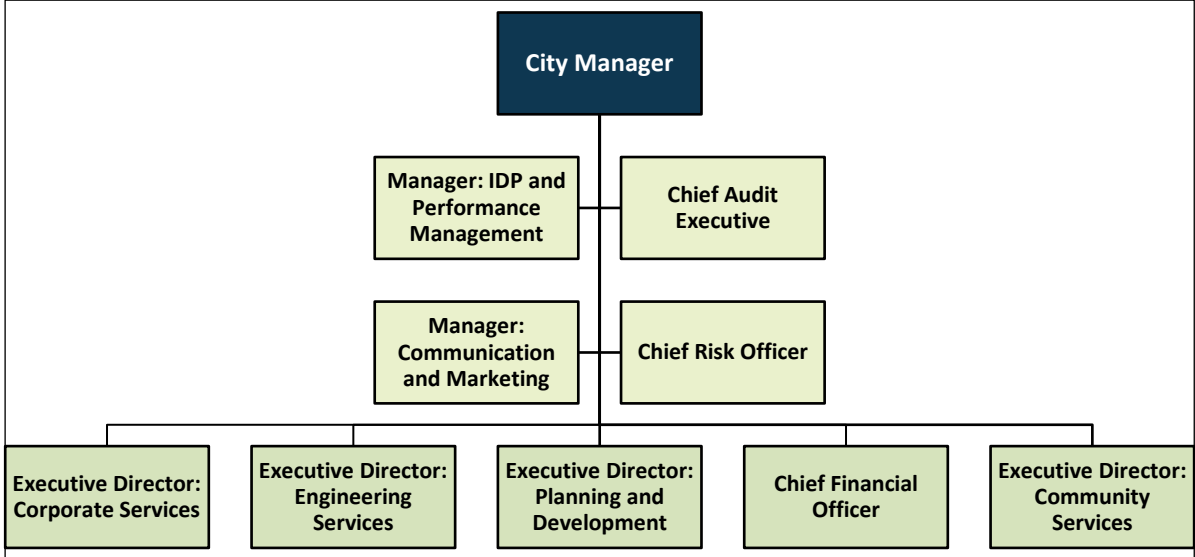 City Manager
Manager: IDP and
Performance
Management
Chief Audit
Executive
Manager:
Communication
and Marketing
Chief Risk Officer
Executive Director:
Corporate Services
Executive Director:
Engineering
Services
Executive Director:
Planning and
Development
Chief Financial
Officer
Executive Director:
Community
Services